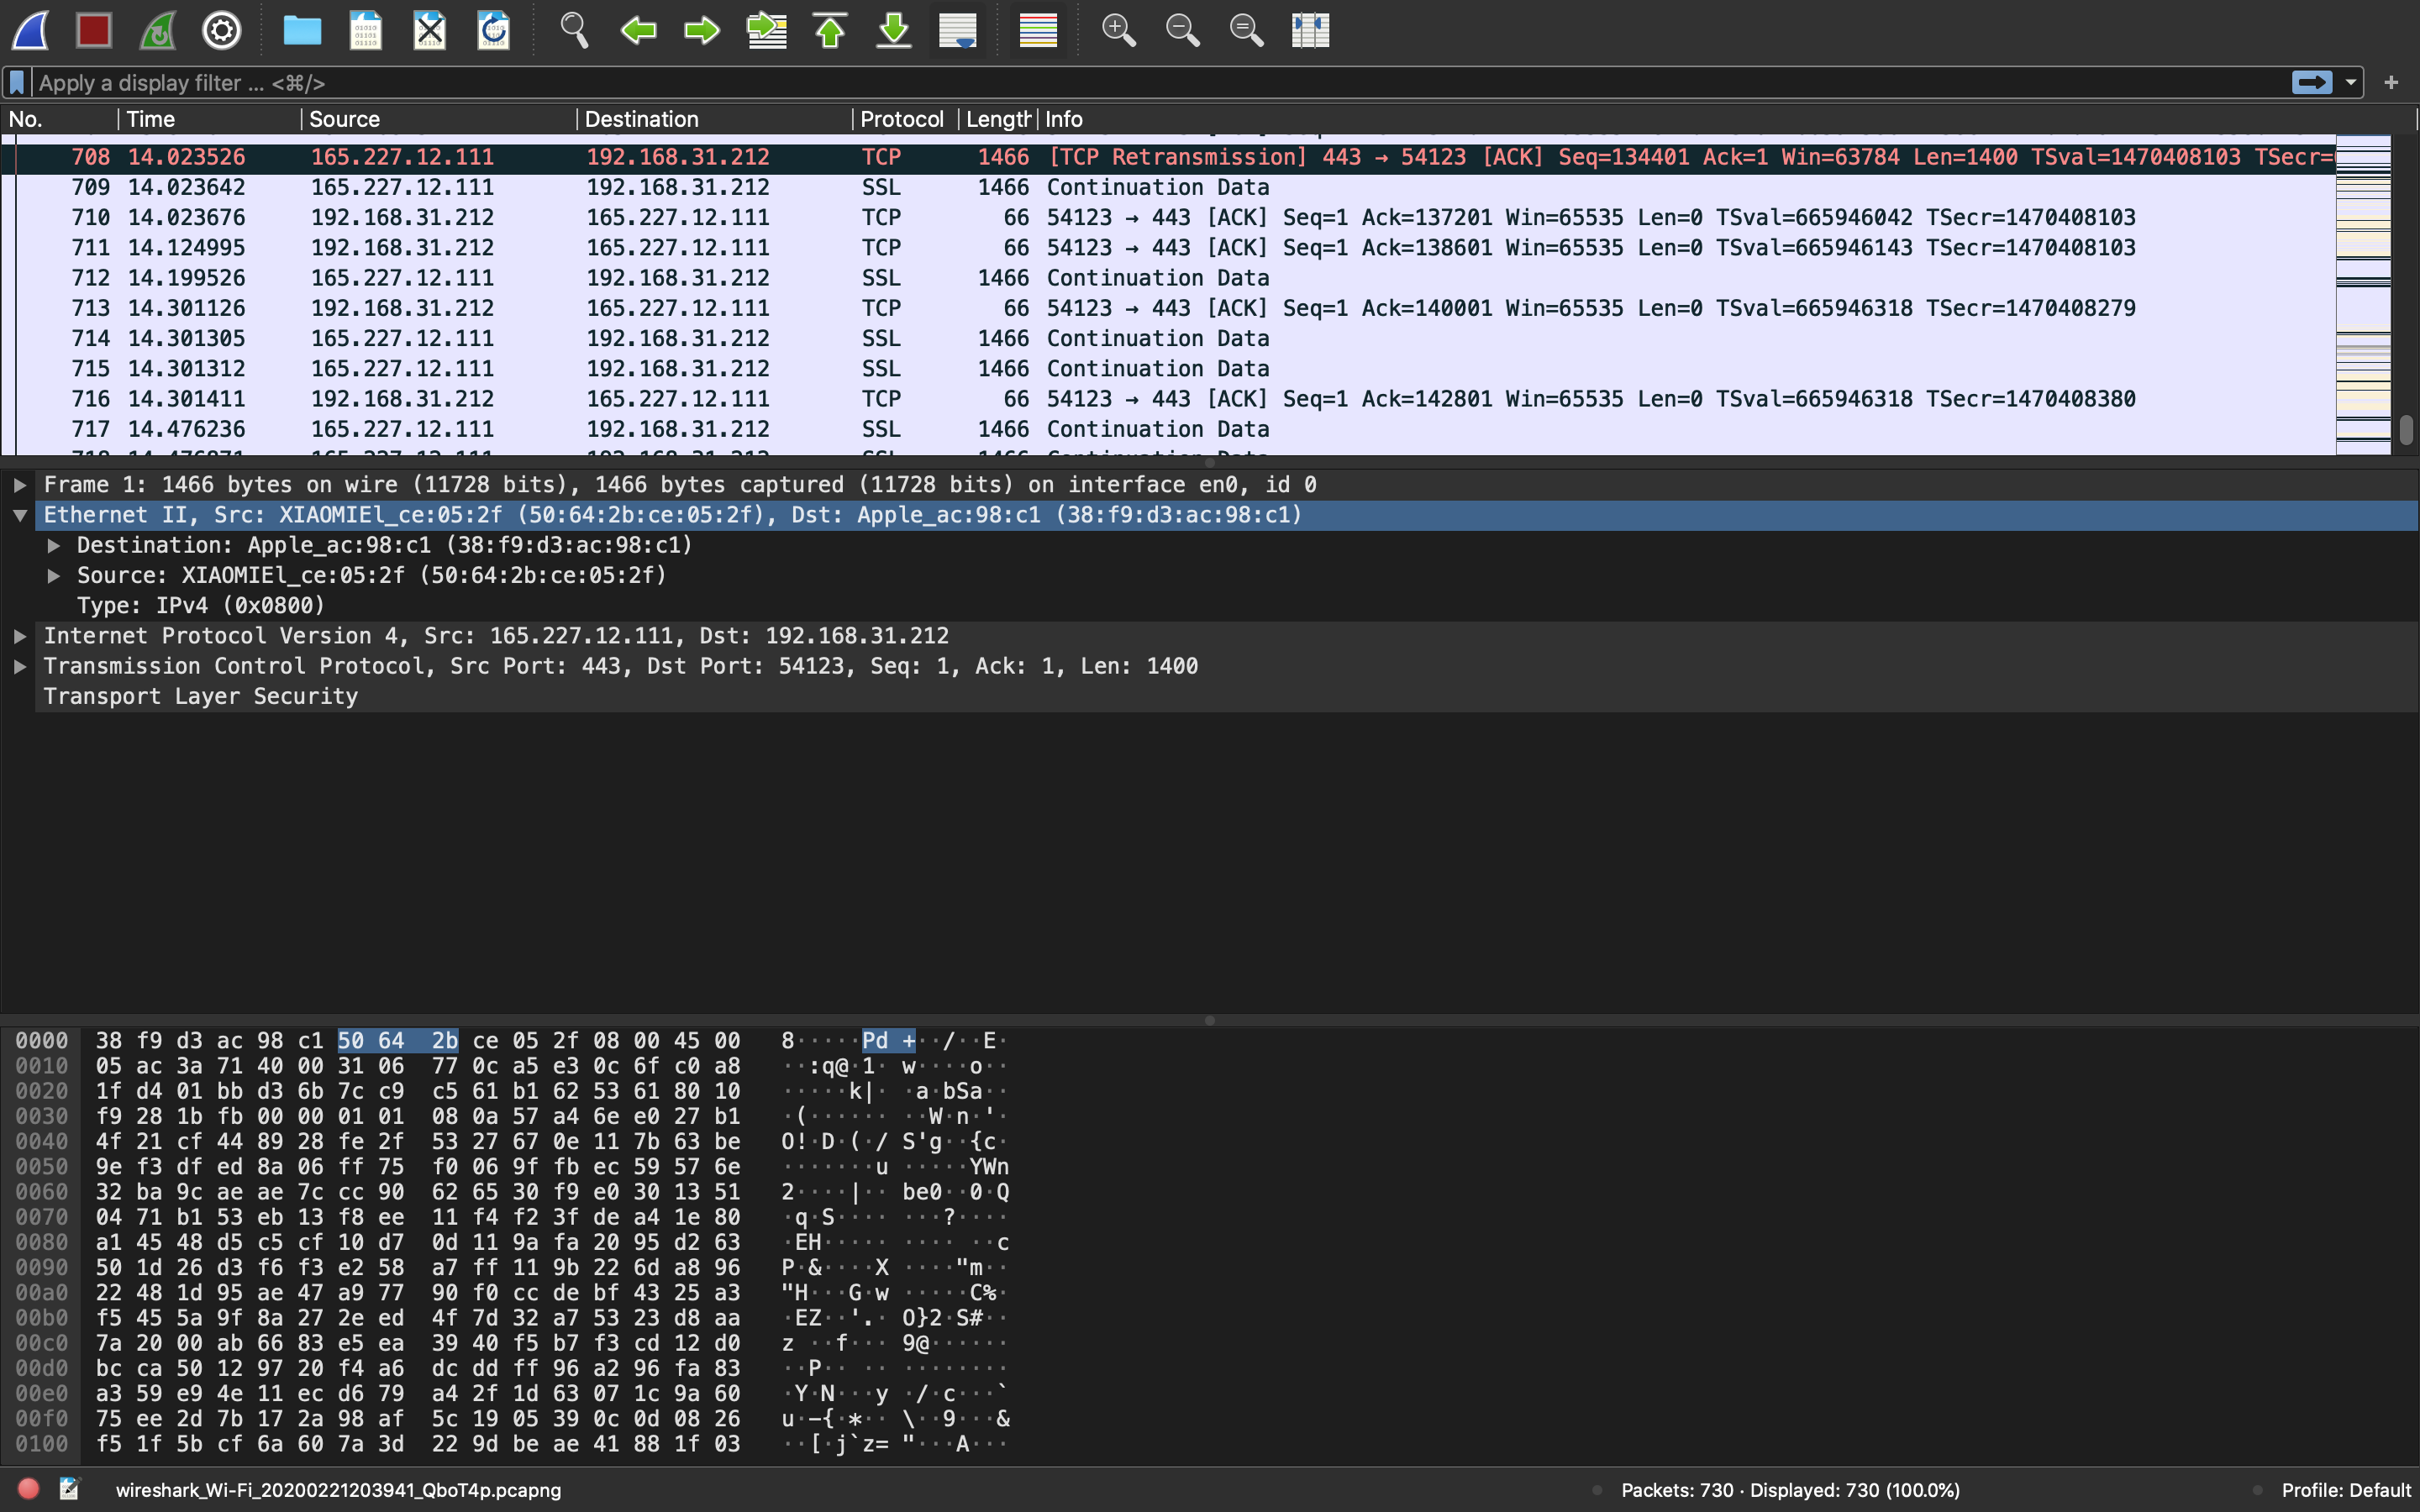 Apply a display filter ... <⌘/>
No. Time Source Destination Protocol Length Info
708 14.023526 165.227.12.111 192.168.31.212 TCP 1466 [TCP Retransmission] 443 → 54123 [ACK] Seq=134401 Ack=1 Win=63784 Len=1400 TSval=1470408103 TSecr=
709 14.023642 165.227.12.111 192.168.31.212 SSL 1466 Continuation Data
710 14.023676 192.168.31.212 165.227.12.111 TCP 66 54123 → 443 [ACK] Seq=1 Ack=137201 Win=65535 Len=0 TSval=665946042 TSecr=1470408103
711 14.124995 192.168.31.212 165.227.12.111 TCP 66 54123 → 443 [ACK] Seq=1 Ack=138601 Win=65535 Len=0 TSval=665946143 TSecr=1470408103
712 14.199526 165.227.12.111 192.168.31.212 SSL 1466 Continuation Data
713 14.301126 192.168.31.212 165.227.12.111 TCP 66 54123 → 443 [ACK] Seq=1 Ack=140001 Win=65535 Len=0 TSval=665946318 TSecr=1470408279
714 14.301305 165.227.12.111 192.168.31.212 SSL 1466 Continuation Data
715 14.301312 165.227.12.111 192.168.31.212 SSL 1466 Continuation Data
716 14.301411 192.168.31.212 165.227.12.111 TCP 66 54123 → 443 [ACK] Seq=1 Ack=142801 Win=65535 Len=0 TSval=665946318 TSecr=1470408380
717 14.476236 165.227.12.111 192.168.31.212 SSL 1466 Continuation Data
Frame 1: 1466 bytes on wire (11728 bits), 1466 bytes captured (11728 bits) on interface en0, id 0
Ethernet II, Src: XIAOMIEl_ce:05:2f (50:64:2b:ce:05:2f), Dst: Apple_ac:98:c1 (38:f9:d3:ac:98:c1)
Destination: Apple_ac:98:c1 (38:f9:d3:ac:98:c1)
Source: XIAOMIEl_ce:05:2f (50:64:2b:ce:05:2f)
Type: IPv4 (0x0800)
Internet Protocol Version 4, Src: 165.227.12.111, Dst: 192.168.31.212
Transmission Control Protocol, Src Port: 443, Dst Port: 54123, Seq: 1, Ack: 1, Len: 1400
Transport Layer Security
0000 38 f9 d3 ac 98 c1 50 64 2b ce 05 2f 08 00 45 00 8·····Pd +··/··E·
0010 05 ac 3a 71 40 00 31 06 77 0c a5 e3 0c 6f c0 a8 ··:q@·1· w····o··
0020 1f d4 01 bb d3 6b 7c c9 c5 61 b1 62 53 61 80 10 ·····k|· ·a·bSa··
0030 f9 28 1b fb 00 00 01 01 08 0a 57 a4 6e e0 27 b1 ·(······ ··W·n·'·
0040 4f 21 cf 44 89 28 fe 2f 53 27 67 0e 11 7b 63 be O!·D·(·/ S'g··{c·
0050 9e f3 df ed 8a 06 ff 75 f0 06 9f fb ec 59 57 6e ·······u ·····YWn
0060 32 ba 9c ae ae 7c cc 90 62 65 30 f9 e0 30 13 51 2····|·· be0··0·Q
0070 04 71 b1 53 eb 13 f8 ee 11 f4 f2 3f de a4 1e 80 ·q·S···· ···?····
0080 a1 45 48 d5 c5 cf 10 d7 0d 11 9a fa 20 95 d2 63 ·EH····· ···· ··c
0090 50 1d 26 d3 f6 f3 e2 58 a7 ff 11 9b 22 6d a8 96 P·&····X ····"m··
00a0 22 48 1d 95 ae 47 a9 77 90 f0 cc de bf 43 25 a3 "H···G·w ·····C%·
00b0 f5 45 5a 9f 8a 27 2e ed 4f 7d 32 a7 53 23 d8 aa ·EZ··'.· O}2·S#··
00c0 7a 20 00 ab 66 83 e5 ea 39 40 f5 b7 f3 cd 12 d0 z ··f··· 9@······
00d0 bc ca 50 12 97 20 f4 a6 dc dd ff 96 a2 96 fa 83 ··P·· ·· ········
00e0 a3 59 e9 4e 11 ec d6 79 a4 2f 1d 63 07 1c 9a 60 ·Y·N···y ·/·c···`
00f0 75 ee 2d 7b 17 2a 98 af 5c 19 05 39 0c 0d 08 26 u·-{·*·· \··9···&
0100 f5 1f 5b cf 6a 60 7a 3d 22 9d be ae 41 88 1f 03 ··[·j`z= "···A···
wireshark_Wi-Fi_20200221203941_QboT4p.pcapng
Packets: 730 · Displayed: 730 (100.0%)
Profile: Default